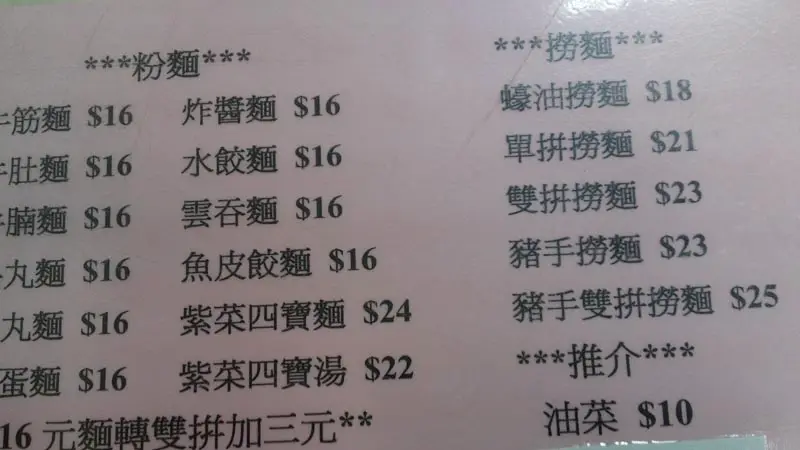 ***粉麵***
筋麵 $16
肚麵 $16
腩麵 $16
丸麵 $16
丸麵 $16
蛋麵 $16
炸醬麵 $16
水餃麵 $16
雲吞麵 $16
魚皮餃麵 $16
紫菜四寶麵 $24
紫菜四寶湯 $22
16 元麵轉雙拼加三元**
***撈麵***
蠔油撈麵 $18
單拼撈麵 $21
雙拼撈麵 $23
豬手撈麵 $23
豬手雙拼撈麵 $25
***推介***
油菜 $10